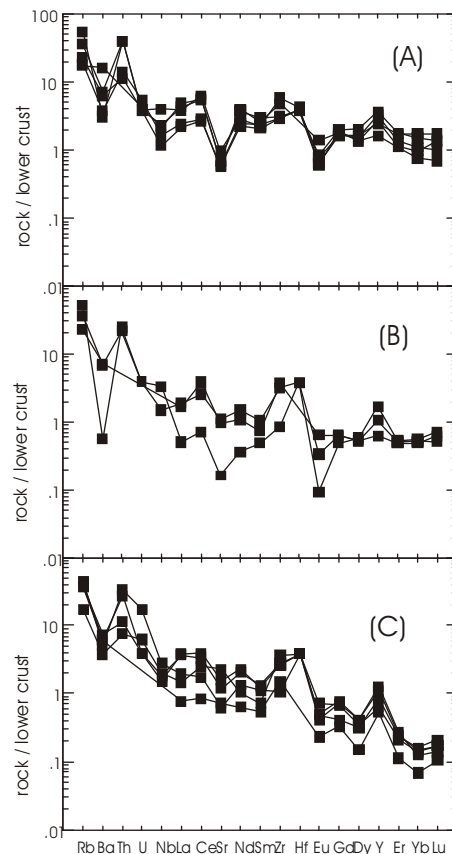 100
(A)
10
1
.1
rock / lower crust
.01
(B)
10
1
.1
rock / lower crust
.01
(C)
10
1
.1
rock / lower crust
.01
Rb Ba Th U Nb La Ce Sr Nd Sm Zr Hf Eu Gd Dy Y Er Yb Lu